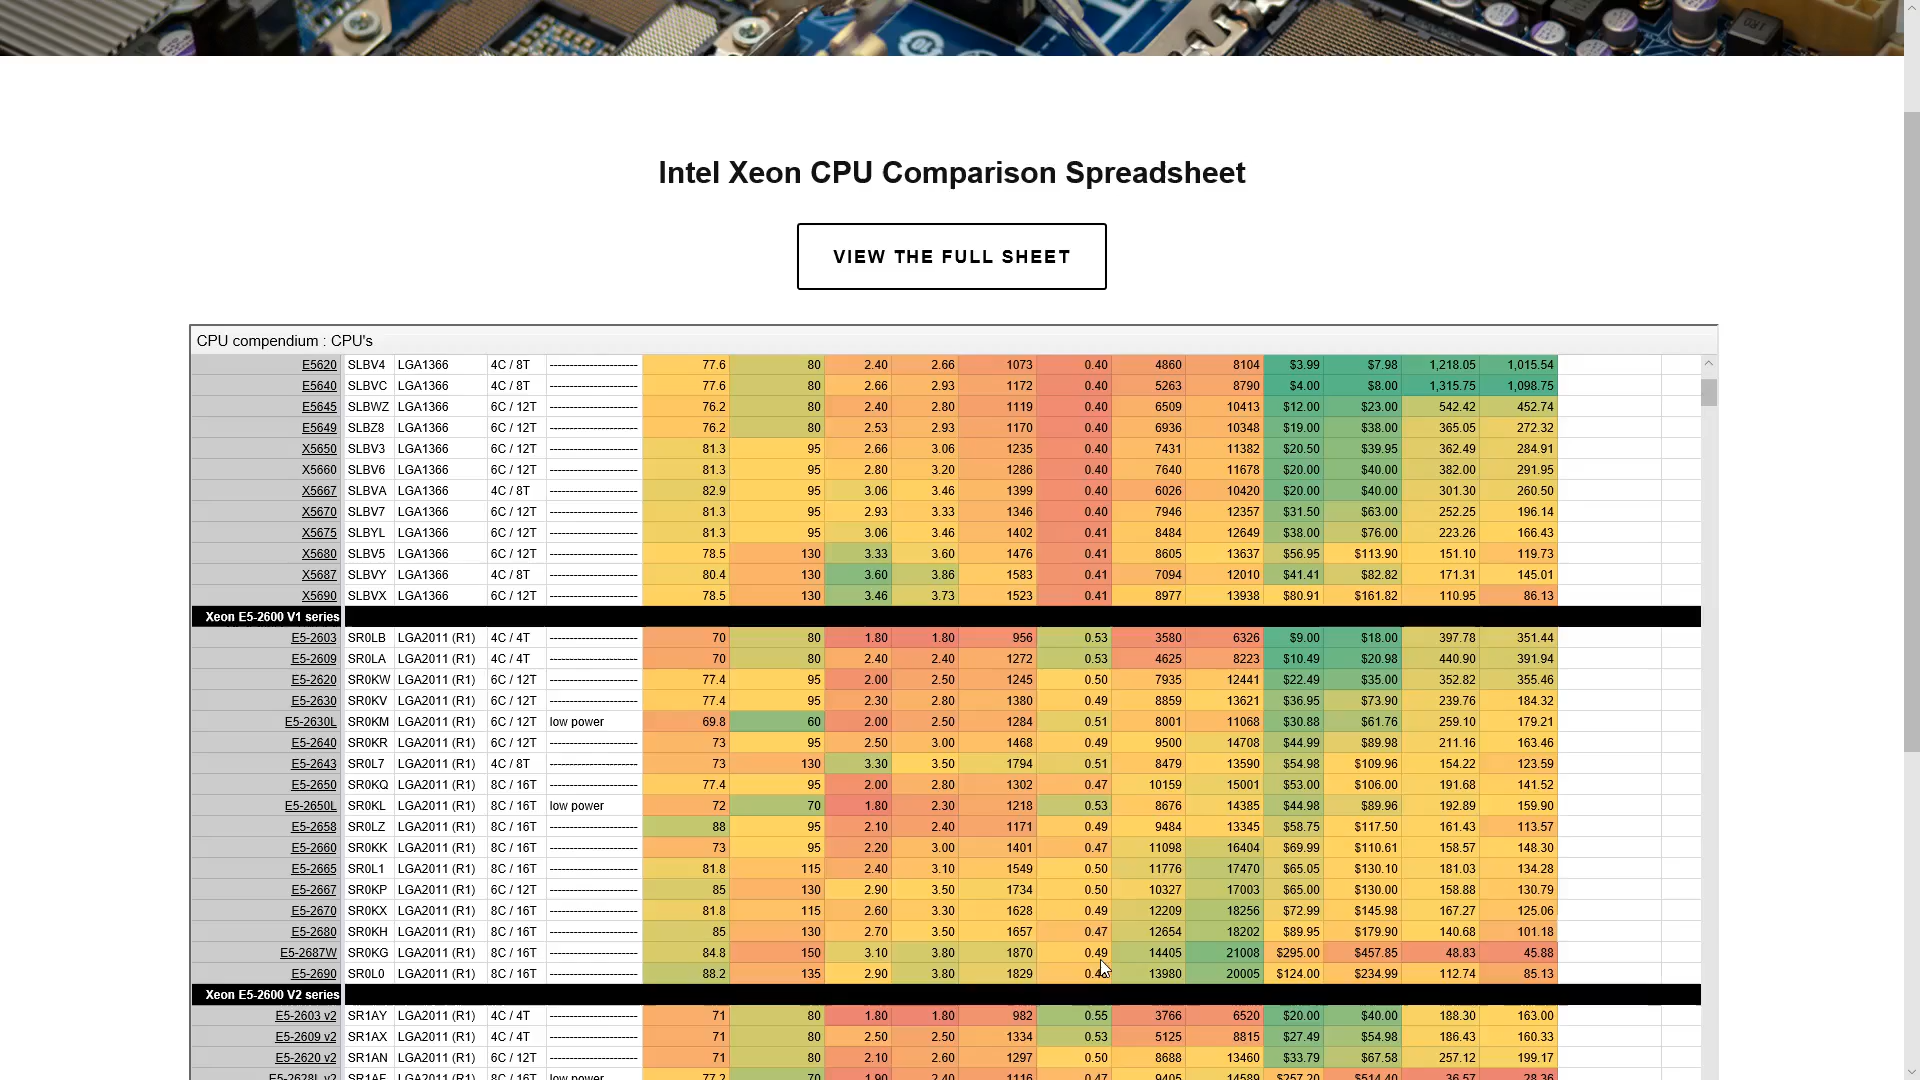 Intel Xeon CPU Comparison Spreadsheet
VIEW THE FULL SHEET
CPU compendium : CPU's
E5620 SLBV4 LGA1366 4C / 8T ---------------------- 77.6 80 2.40 2.66 1073 0.40 4860 8104 $3.99 $7.98 1,218.05 1,015.54
E5640 SLBVC LGA1366 4C / 8T ---------------------- 77.6 80 2.66 2.93 1172 0.40 5263 8790 $4.00 $8.00 1,315.75 1,098.75
E5645 SLBWZ LGA1366 6C / 12T ---------------------- 76.2 80 2.40 2.80 1119 0.40 6509 10413 $12.00 $23.00 542.42 452.74
E5649 SLBZ8 LGA1366 6C / 12T ---------------------- 76.2 80 2.53 2.93 1170 0.40 6936 10348 $19.00 $38.00 365.05 272.32
X5650 SLBV3 LGA1366 6C / 12T ---------------------- 81.3 95 2.66 3.06 1235 0.40 7431 11382 $20.50 $39.95 362.49 284.91
X5660 SLBV6 LGA1366 6C / 12T ---------------------- 81.3 95 2.80 3.20 1286 0.40 7640 11678 $20.00 $40.00 382.00 291.95
X5667 SLBVA LGA1366 4C / 8T ---------------------- 82.9 95 3.06 3.46 1399 0.40 6026 10420 $20.00 $40.00 301.30 260.50
X5670 SLBV7 LGA1366 6C / 12T ---------------------- 81.3 95 2.93 3.33 1346 0.40 7946 12357 $31.50 $63.00 252.25 196.14
X5675 SLBYL LGA1366 6C / 12T ---------------------- 81.3 95 3.06 3.46 1402 0.41 8484 12649 $38.00 $76.00 223.26 166.43
X5680 SLBV5 LGA1366 6C / 12T ---------------------- 78.5 130 3.33 3.60 1476 0.41 8605 13637 $56.95 $113.90 151.10 119.73
X5687 SLBVY LGA1366 4C / 8T ---------------------- 80.4 130 3.60 3.86 1583 0.41 7094 12010 $41.41 $82.82 171.31 145.01
X5690 SLBVX LGA1366 6C / 12T ---------------------- 78.5 130 3.46 3.73 1523 0.41 8977 13938 $80.91 $161.82 110.95 86.13
Xeon E5-2600 V1 series
E5-2603 SR0LB LGA2011 (R1) 4C / 4T ---------------------- 70 80 1.80 1.80 956 0.53 3580 6326 $9.00 $18.00 397.78 351.44
E5-2609 SR0LA LGA2011 (R1) 4C / 4T ---------------------- 70 80 2.40 2.40 1272 0.53 4625 8223 $10.49 $20.98 440.90 391.94
E5-2620 SR0KW LGA2011 (R1) 6C / 12T ---------------------- 77.4 95 2.00 2.50 1245 0.50 7935 12441 $22.49 $35.00 352.82 355.46
E5-2630 SR0KV LGA2011 (R1) 6C / 12T ---------------------- 77.4 95 2.30 2.80 1380 0.49 8859 13621 $36.95 $73.90 239.76 184.32
E5-2630L SR0KM LGA2011 (R1) 6C / 12T low power 69.8 60 2.00 2.50 1284 0.51 8001 11068 $30.88 $61.76 259.10 179.21
E5-2640 SR0KR LGA2011 (R1) 6C / 12T ---------------------- 73 95 2.50 3.00 1468 0.49 9500 14708 $44.99 $89.98 211.16 163.46
E5-2643 SR0L7 LGA2011 (R1) 4C / 8T ---------------------- 73 130 3.30 3.50 1794 0.51 8479 13590 $54.98 $109.96 154.22 123.59
E5-2650 SR0KQ LGA2011 (R1) 8C / 16T ---------------------- 77.4 95 2.00 2.80 1302 0.47 10159 15001 $53.00 $106.00 191.68 141.52
E5-2650L SR0KL LGA2011 (R1) 8C / 16T low power 72 70 1.80 2.30 1218 0.53 8676 14385 $44.98 $89.96 192.89 159.90
E5-2658 SR0LZ LGA2011 (R1) 8C / 16T ---------------------- 88 95 2.10 2.40 1171 0.49 9484 13345 $58.75 $117.50 161.43 113.57
E5-2660 SR0KK LGA2011 (R1) 8C / 16T ---------------------- 73 95 2.20 3.00 1401 0.47 11098 16404 $69.99 $110.61 158.57 148.30
E5-2665 SR0L1 LGA2011 (R1) 8C / 16T ---------------------- 81.8 115 2.40 3.10 1549 0.50 11776 17470 $65.05 $130.10 181.03 134.28
E5-2667 SR0KP LGA2011 (R1) 6C / 12T ---------------------- 85 130 2.90 3.50 1734 0.50 10327 17003 $65.00 $130.00 158.88 130.79
E5-2670 SR0KX LGA2011 (R1) 8C / 16T ---------------------- 81.8 115 2.60 3.30 1628 0.49 12209 18256 $72.99 $145.98 167.27 125.06
E5-2680 SR0KH LGA2011 (R1) 8C / 16T ---------------------- 85 130 2.70 3.50 1657 0.47 12654 18202 $89.95 $179.90 140.68 101.18
E5-2687W SR0KG LGA2011 (R1) 8C / 16T ---------------------- 84.8 150 3.10 3.80 1870 0.49 14405 21008 $295.00 $457.85 48.83 45.88
E5-2690 SR0L0 LGA2011 (R1) 8C / 16T ---------------------- 88.2 135 2.90 3.80 1829 13980 20005 $124.00 $234.99 112.74 85.13
Xeon E5-2600 V2 series
E5-2603 v2 SR1AY LGA2011 (R1) 4C / 4T ---------------------- 71 80 1.80 1.80 982 0.55 3766 6520 $20.00 $40.00 188.30 163.00
E5-2609 v2 SR1AX LGA2011 (R1) 4C / 4T ---------------------- 71 80 2.50 2.50 1334 0.53 5125 8815 $27.49 $54.98 186.43 160.33
E5-2620 v2 SR1AN LGA2011 (R1) 6C / 12T ---------------------- 71 80 2.10 2.60 1297 0.50 8688 13460 $33.79 $67.58 257.12 199.17
E5-2628L v2 LGA2011 (R1) 8C / 16T low power 77.2 70 1.90 2.40 1116 0.47 9405 14589 $257.20 $514.40 36.57 28.36